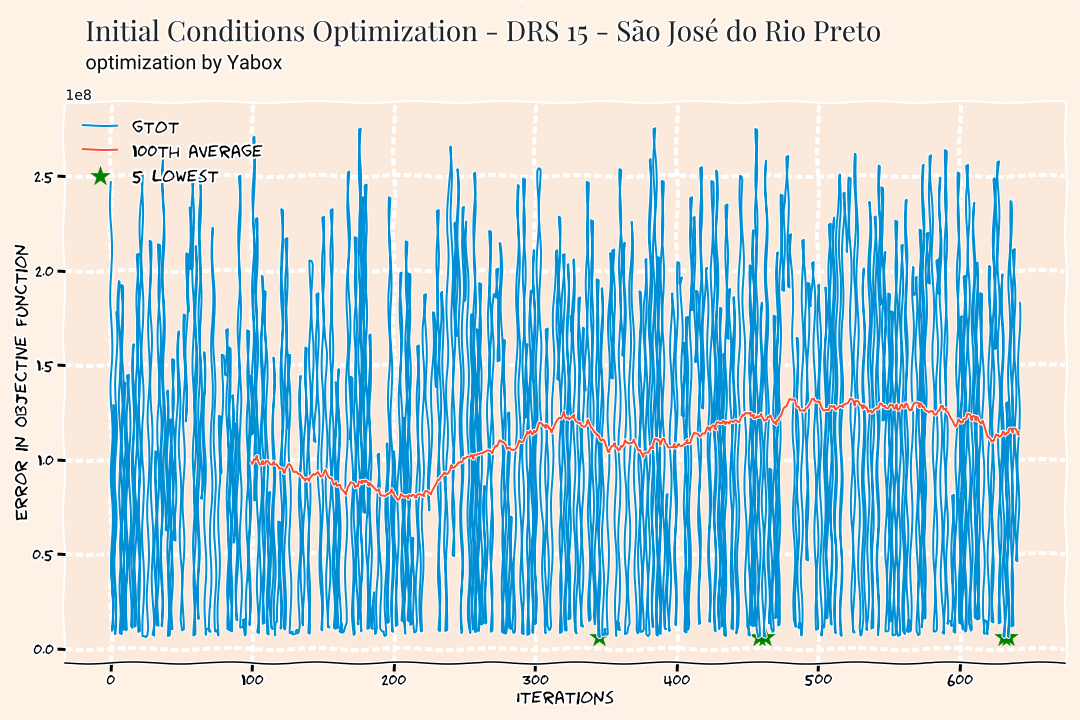 Initial Conditions Optimization - DRS 15 - São José do Rio Preto
optimization by Yabox
1e8
GTOT
100TH AVERAGE
5 LOWEST
2.5
2.0
1.5
1.0
0.5
0.0
ERROR IN OBJECTIVE FUNCTION
0 100 200 300 400 500 600
ITERATIONS